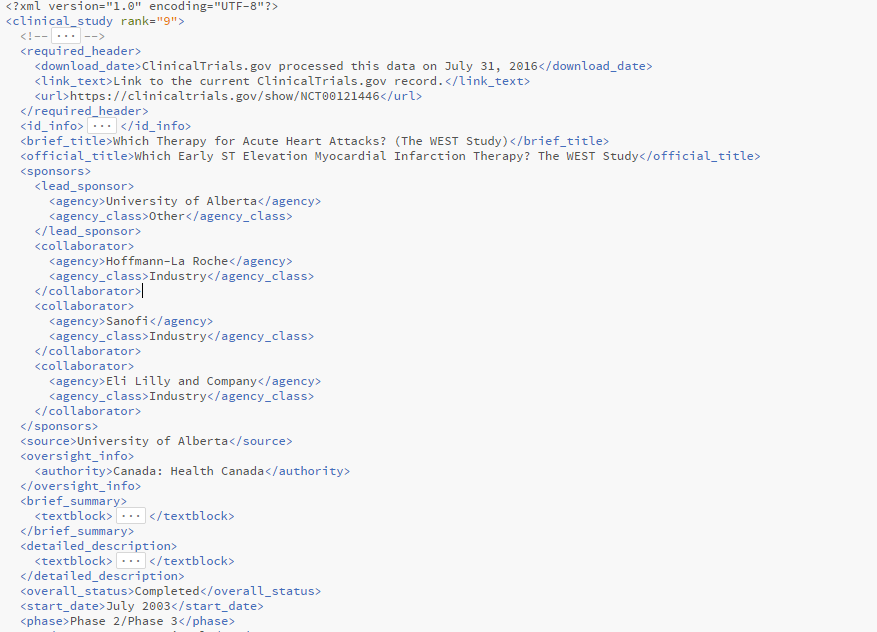 <?xml version="1.0" encoding="UTF-8"?>
<clinical_study rank="9">
<!-- ... -->
<required_header>
<download_date>ClinicalTrials.gov processed this data on July 31, 2016</download_date>
<link_text>Link to the current ClinicalTrials.gov record.</link_text>
<url>https://clinicaltrials.gov/show/NCT00121446</url>
</required_header>
<id_info> ... </id_info>
<brief_title>Which Therapy for Acute Heart Attacks? (The WEST Study)</brief_title>
<official_title>Which Early ST Elevation Myocardial Infarction Therapy? The WEST Study</official_title>
<sponsors>
<lead_sponsor>
<agency>University of Alberta</agency>
<agency_class>Other</agency_class>
</lead_sponsor>
<collaborator>
<agency>Hoffmann-La Roche</agency>
<agency_class>Industry</agency_class>
</collaborator>
<collaborator>
<agency>Sanofi</agency>
<agency_class>Industry</agency_class>
</collaborator>
<collaborator>
<agency>Eli Lilly and Company</agency>
<agency_class>Industry</agency_class>
</collaborator>
</sponsors>
<source>University of Alberta</source>
<oversight_info>
<authority>Canada: Health Canada</authority>
</oversight_info>
<brief_summary>
<textblock> ... </textblock>
</brief_summary>
<detailed_description>
<textblock> ... </textblock>
</detailed_description>
<overall_status>Completed</overall_status>
<start_date>July 2003</start_date>
<phase>Phase 2/Phase 3</phase>